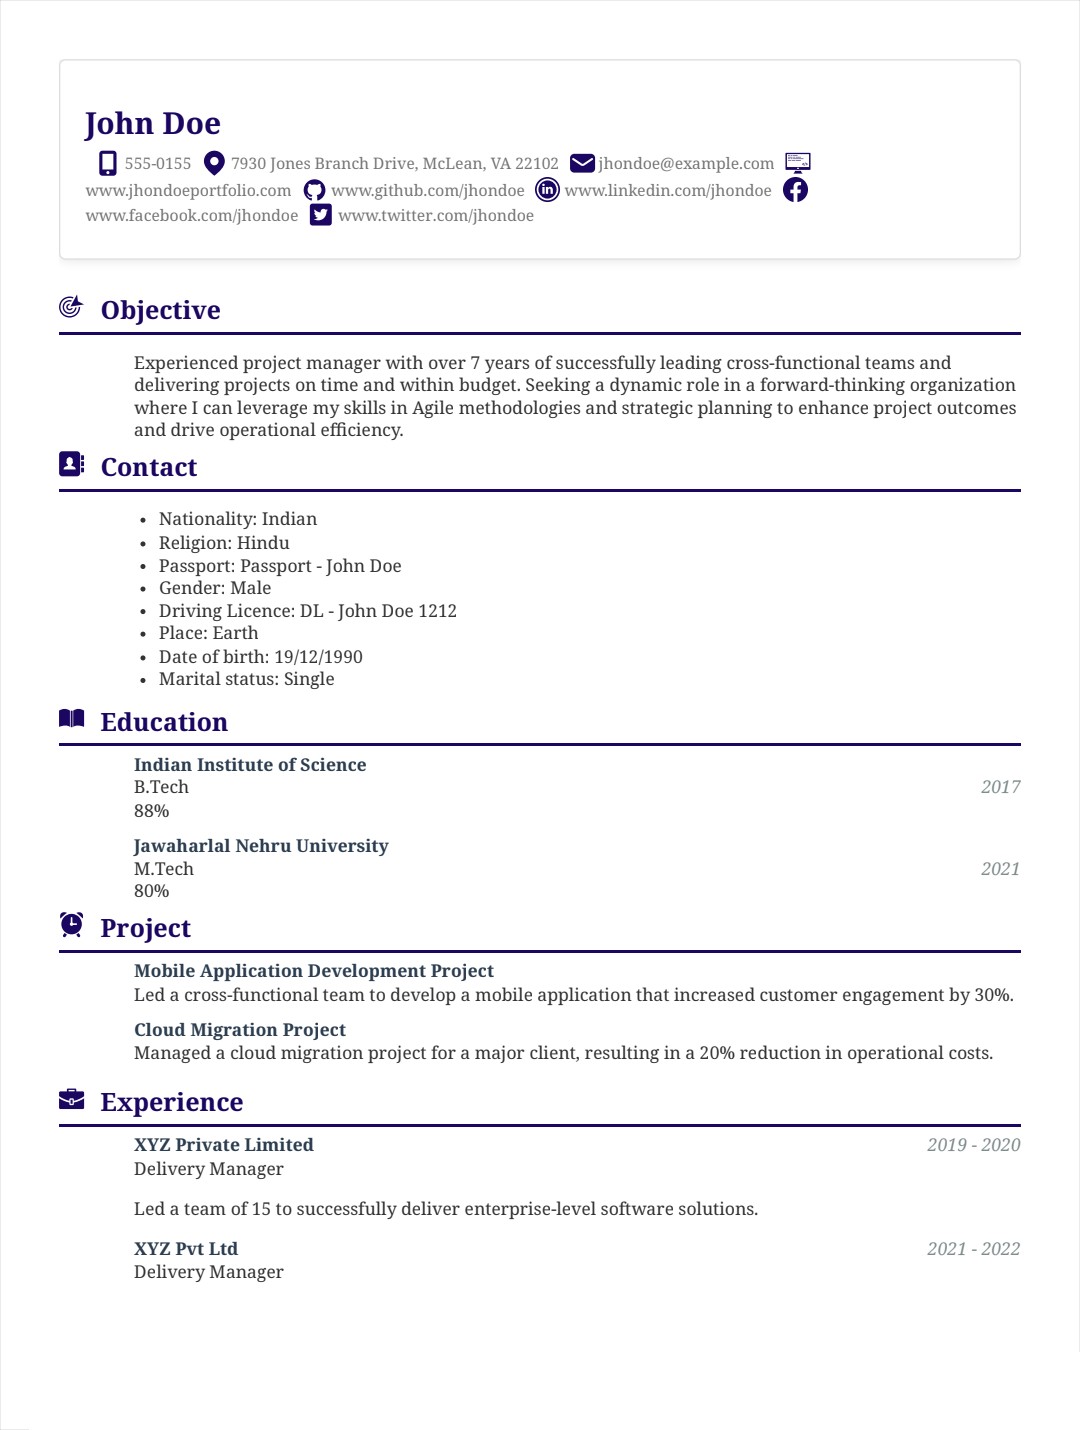 John Doe
555-0155 7930 Jones Branch Drive, McLean, VA 22102 jhondoe@example.com
www.jhondoeportfolio.com www.github.com/jhondoe www.linkedin.com/jhondoe
www.facebook.com/jhondoe www.twitter.com/jhondoe
Objective
Experienced project manager with over 7 years of successfully leading cross-functional teams and
delivering projects on time and within budget. Seeking a dynamic role in a forward-thinking organization
where I can leverage my skills in Agile methodologies and strategic planning to enhance project outcomes
and drive operational efficiency.
Contact
• Nationality: Indian
• Religion: Hindu
• Passport: Passport - John Doe
• Gender: Male
• Driving Licence: DL - John Doe 1212
• Place: Earth
• Date of birth: 19/12/1990
• Marital status: Single
Education
Indian Institute of Science
B.Tech 2017
88%
Jawaharlal Nehru University
M.Tech 2021
80%
Project
Mobile Application Development Project
Led a cross-functional team to develop a mobile application that increased customer engagement by 30%.
Cloud Migration Project
Managed a cloud migration project for a major client, resulting in a 20% reduction in operational costs.
Experience
XYZ Private Limited 2019 - 2020
Delivery Manager
Led a team of 15 to successfully deliver enterprise-level software solutions.
XYZ Pvt Ltd 2021 - 2022
Delivery Manager